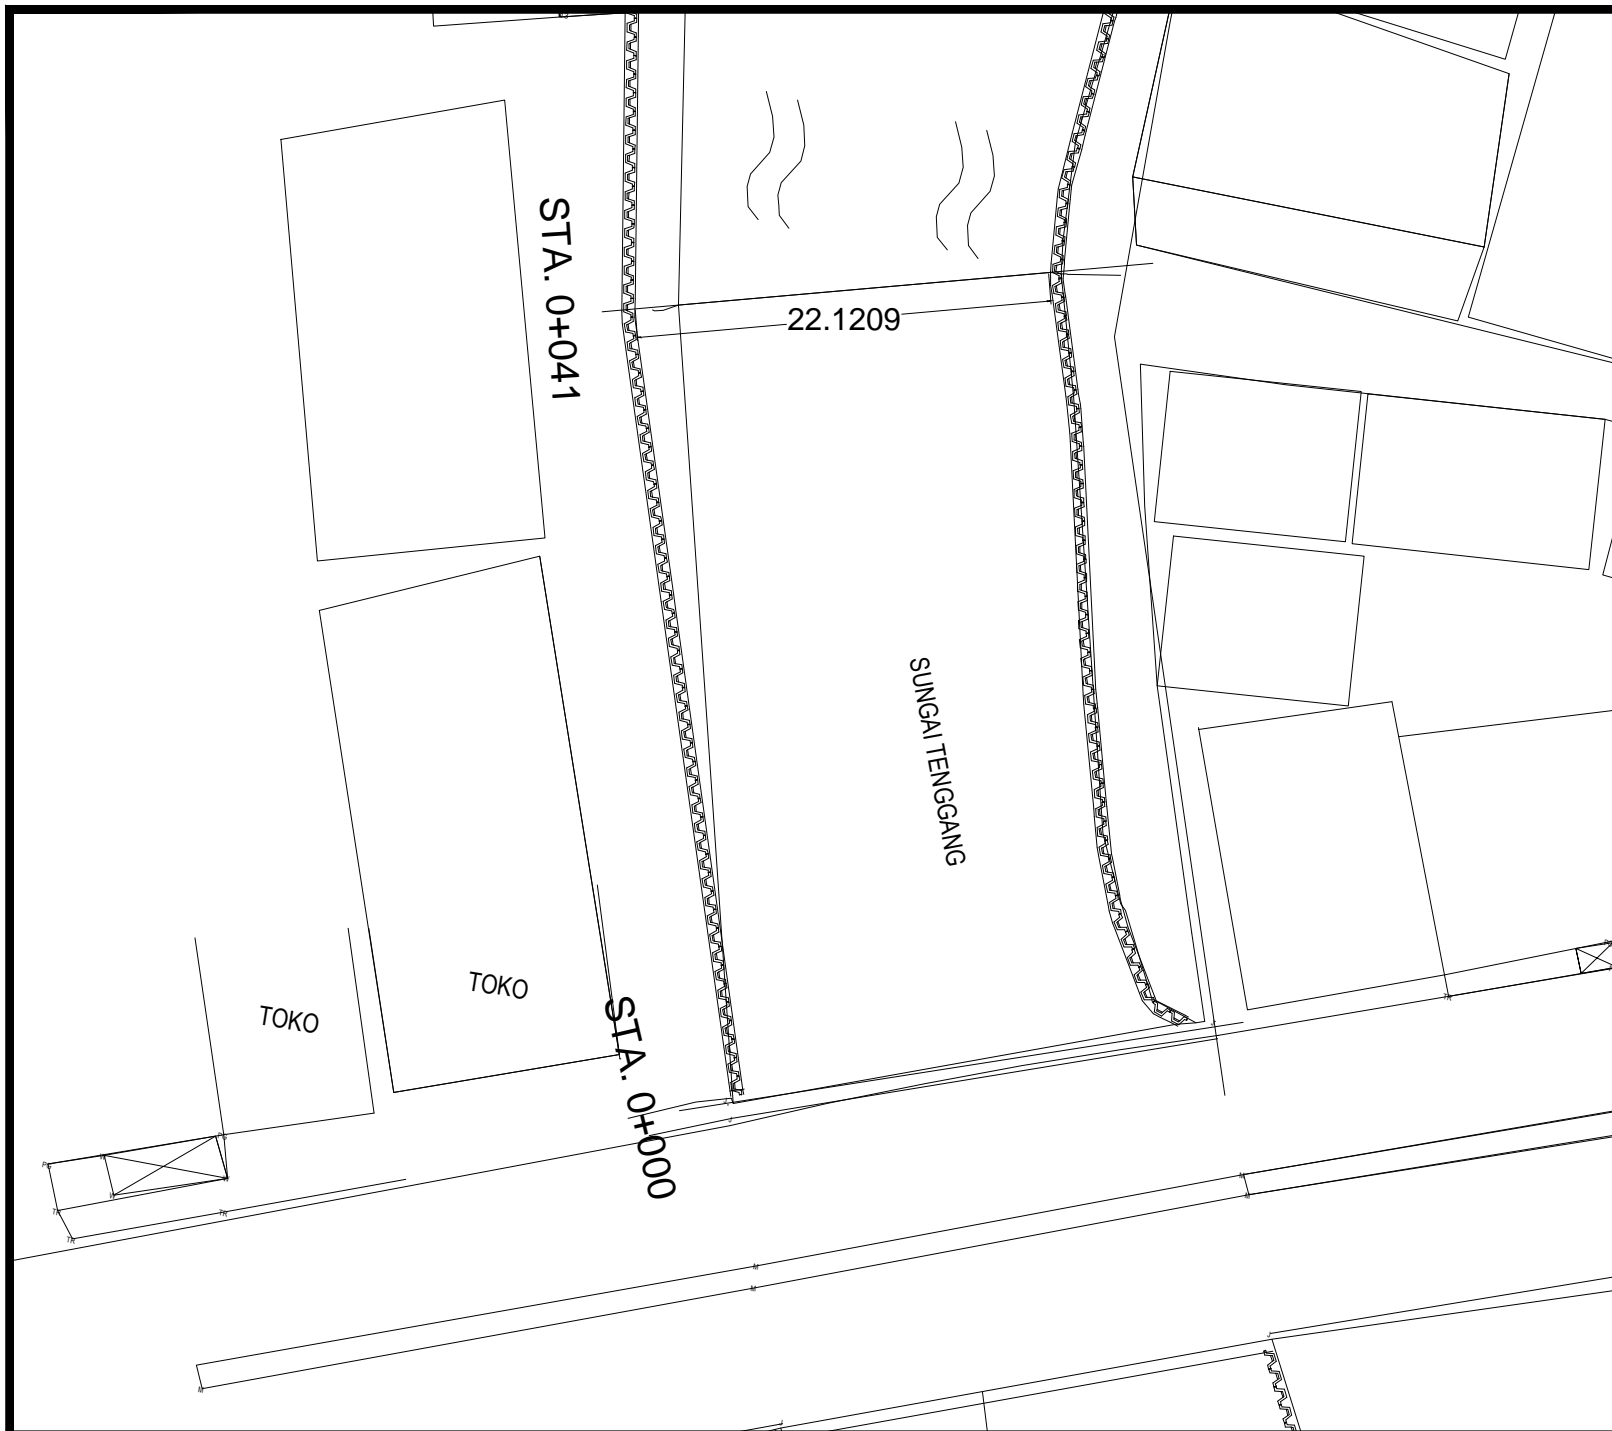 STA. 0+041
22.1209
SUNGAI TENGGANG
TOKO
TOKO
STA. 0+000